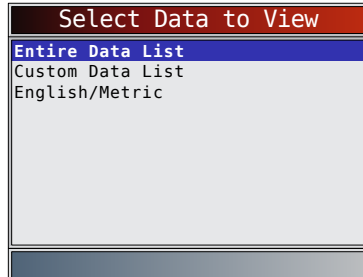 Select Data to View
Entire Data List
Custom Data List
English/Metric